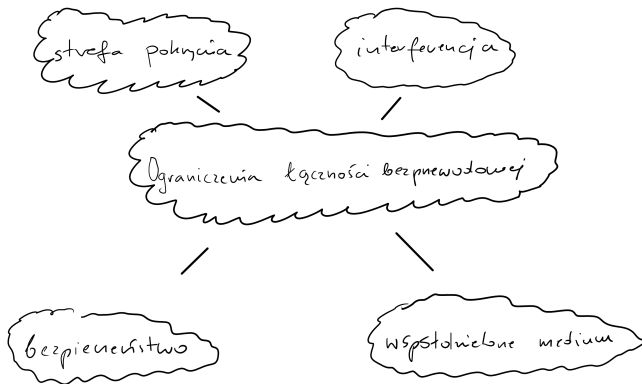 strefa pokrycia
interferencja
Ograniczenia łączności bezprzewodowej
bezpieczeństwo
współdzielone medium